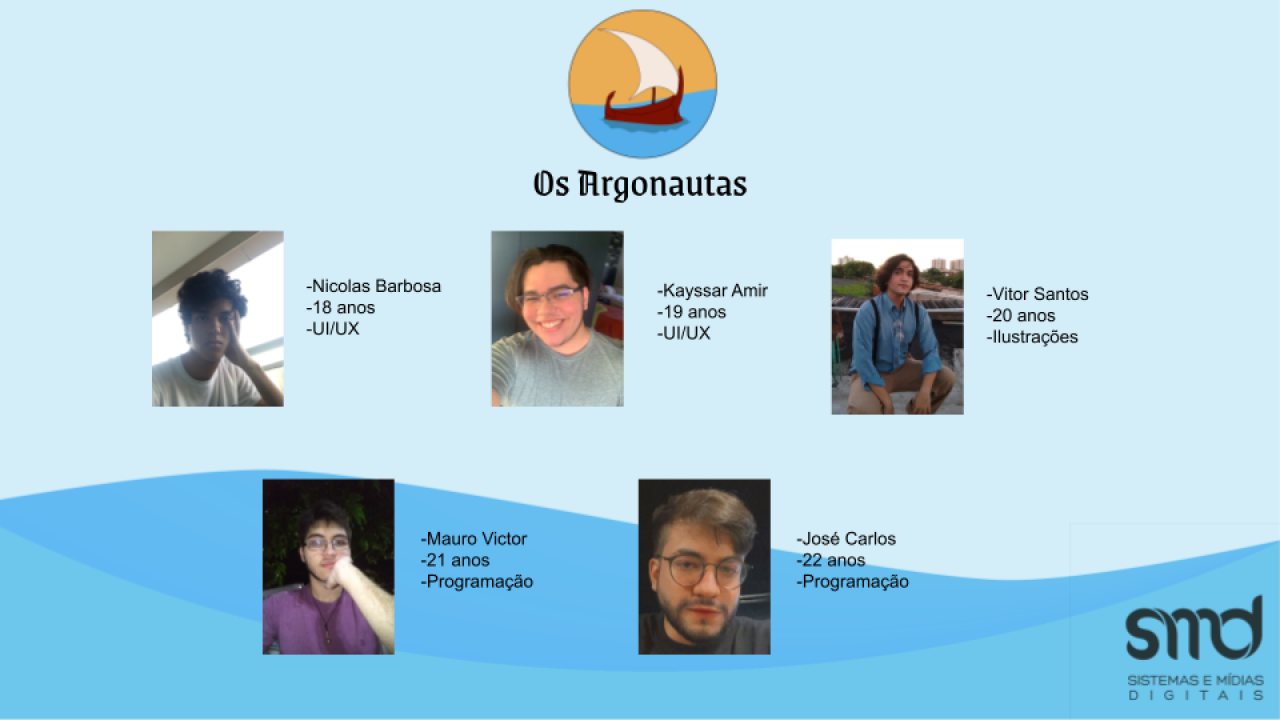 Os Argonautas
-Nicolas Barbosa
-18 anos
-UI/UX
-Kayssar Amir
-19 anos
-UI/UX
-Vitor Santos
-20 anos
-Ilustrações
-Mauro Victor
-21 anos
-Programação
-José Carlos
-22 anos
-Programação
smd
SISTEMAS E MÍDIAS
DIGITAIS